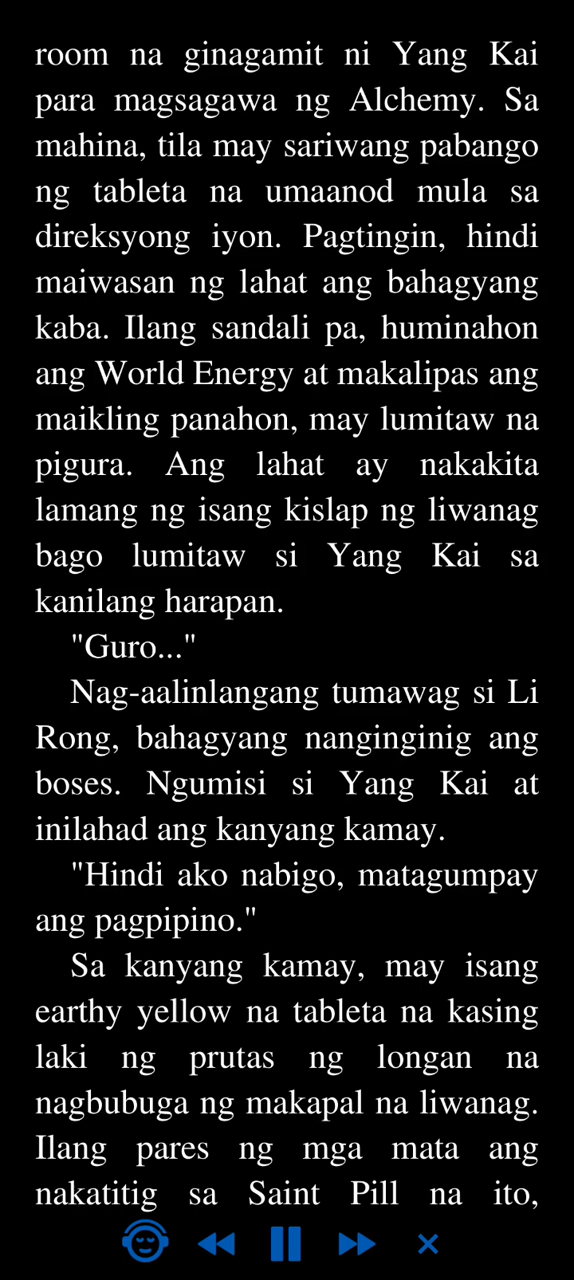 room na ginagamit ni Yang Kai
para magsagawa ng Alchemy. Sa
mahina, tila may sariwang pabango
ng tableta na umaanod mula sa
direksyong iyon. Pagtingin, hindi
maiwasan ng lahat ang bahagyang
kaba. Ilang sandali pa, huminahon
ang World Energy at makalipas ang
maikling panahon, may lumitaw na
pigura. Ang lahat ay nakakita
lamang ng isang kislap ng liwanag
bago lumitaw si Yang Kai sa
kanilang harapan.
"Guro..."
Nag-aalinlangang tumawag si Li
Rong, bahagyang nanginginig ang
boses. Ngumisi si Yang Kai at
inilahad ang kanyang kamay.
"Hindi ako nabigo, matagumpay
ang pagpipino."
Sa kanyang kamay, may isang
earthy yellow na tableta na kasing
laki ng prutas ng longan na
nagbubuga ng makapal na liwanag.
Ilang pares ng mga mata ang
nakatitig sa Saint Pill na ito,